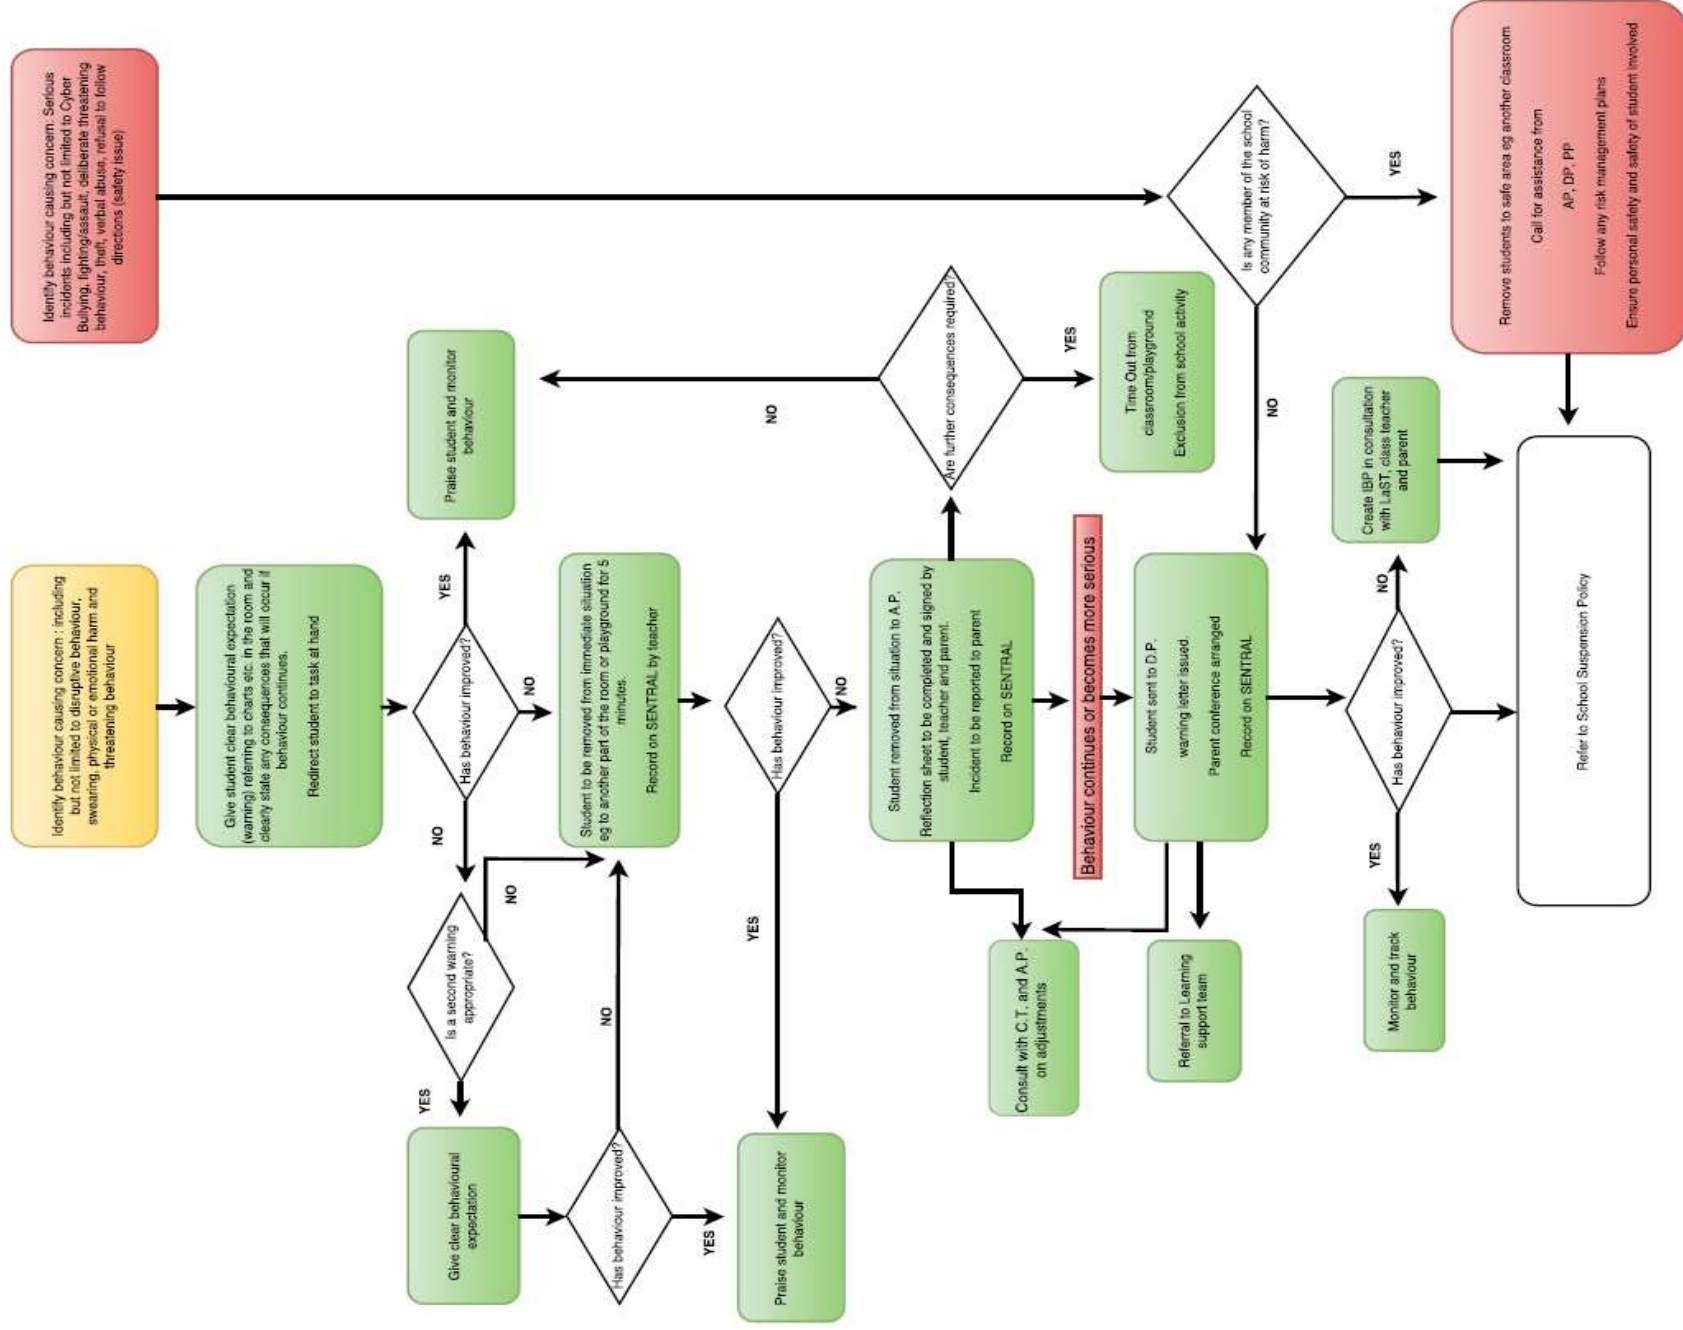 Identify behaviour causing concern : including
but not limited to disruptive behaviour,
swearing, physical or emotional harm and
threatening behaviour
Identify behaviour causing concern: Serious
incidents including but not limited to Cyber
Bullying, fighting/assault, deliberate threatening
behaviour, theft, verbal abuse, refusal to follow
directions (safety issue)
Give student clear behavioural expectation
(warning) referring to charts etc. in the room and
clearly state any consequences that will occur if
behaviour continues.
Redirect student to task at hand
Is a second warning
appropriate?
NO
Has behaviour improved?
YES
Praise student and monitor
behaviour
YES
NO
NO
Give clear behavioural
expectation
Student to be removed from immediate situation
eg to another part of the room or playground for 5
minutes.
Record on SENTRAL by teacher
Has behaviour improved?
NO
YES
Praise student and monitor
behaviour
YES
Has behaviour improved?
NO
NO
Student removed from situation to A.P.
Reflection sheet to be completed and signed by
student, teacher and parent.
Incident to be reported to parent
Record on SENTRAL
Are further consequences required?
YES
Time Out from
classroom/playground
Exclusion from school activity
Consult with C.T. and A.P.
on adjustments
Behaviour continues or becomes more serious
Is any member of the school
community at risk of harm?
NO
YES
Student sent to D.P.
warning letter issued.
Parent conference arranged
Record on SENTRAL
Referral to Learning
support team
Monitor and track
behaviour
YES
Has behaviour improved?
NO
Create IBP in consultation
with LaST, class teacher
and parent
Remove students to safe area eg another classroom
Call for assistance from
AP, DP, PP
Follow any risk management plans
Ensure personal safety and safety of student involved
Refer to School Suspension Policy